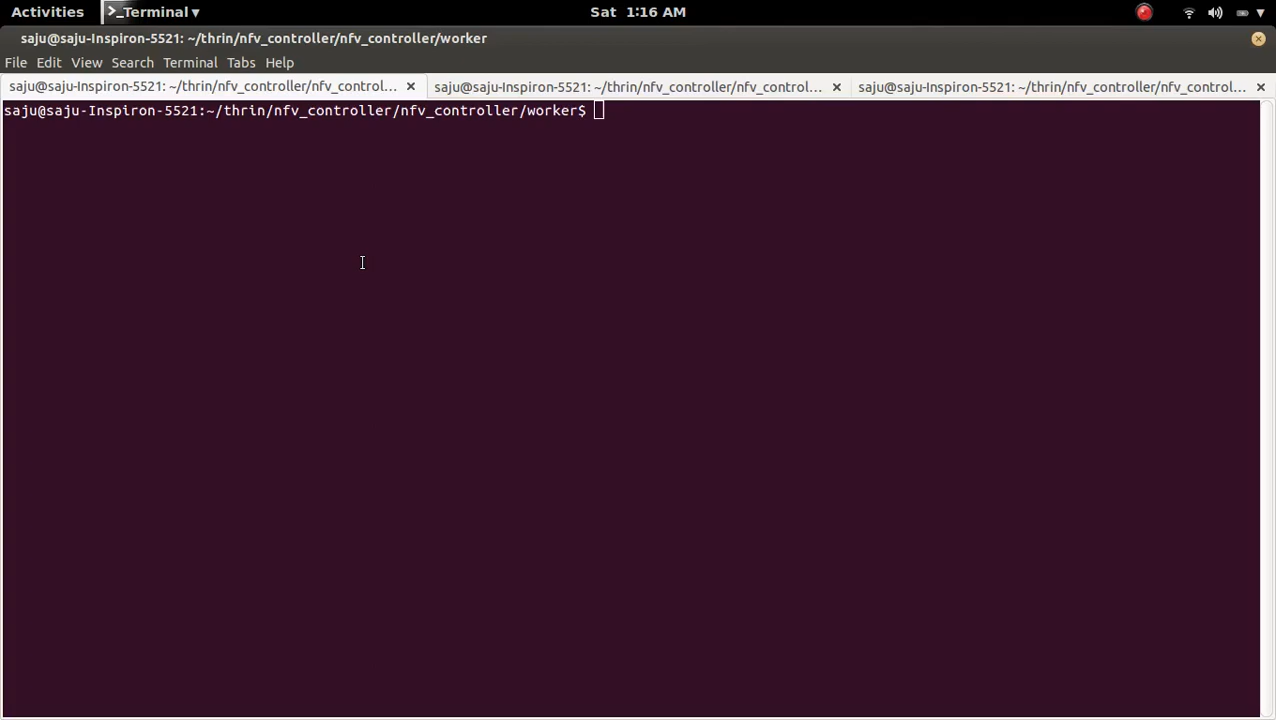 Activities >_Terminal ▾ Sat 1:16 AM
saju@saju-Inspiron-5521: ~/thrin/nfv_controller/nfv_controller/worker
File Edit View Search Terminal Tabs Help
saju@saju-Inspiron-5521: ~/thrin/nfv_controller/nfv_control... saju@saju-Inspiron-5521: ~/thrin/nfv_controller/nfv_control... saju@saju-Inspiron-5521: ~/thrin/nfv_controller/nfv_control...
saju@saju-Inspiron-5521:~/thrin/nfv_controller/nfv_controller/worker$